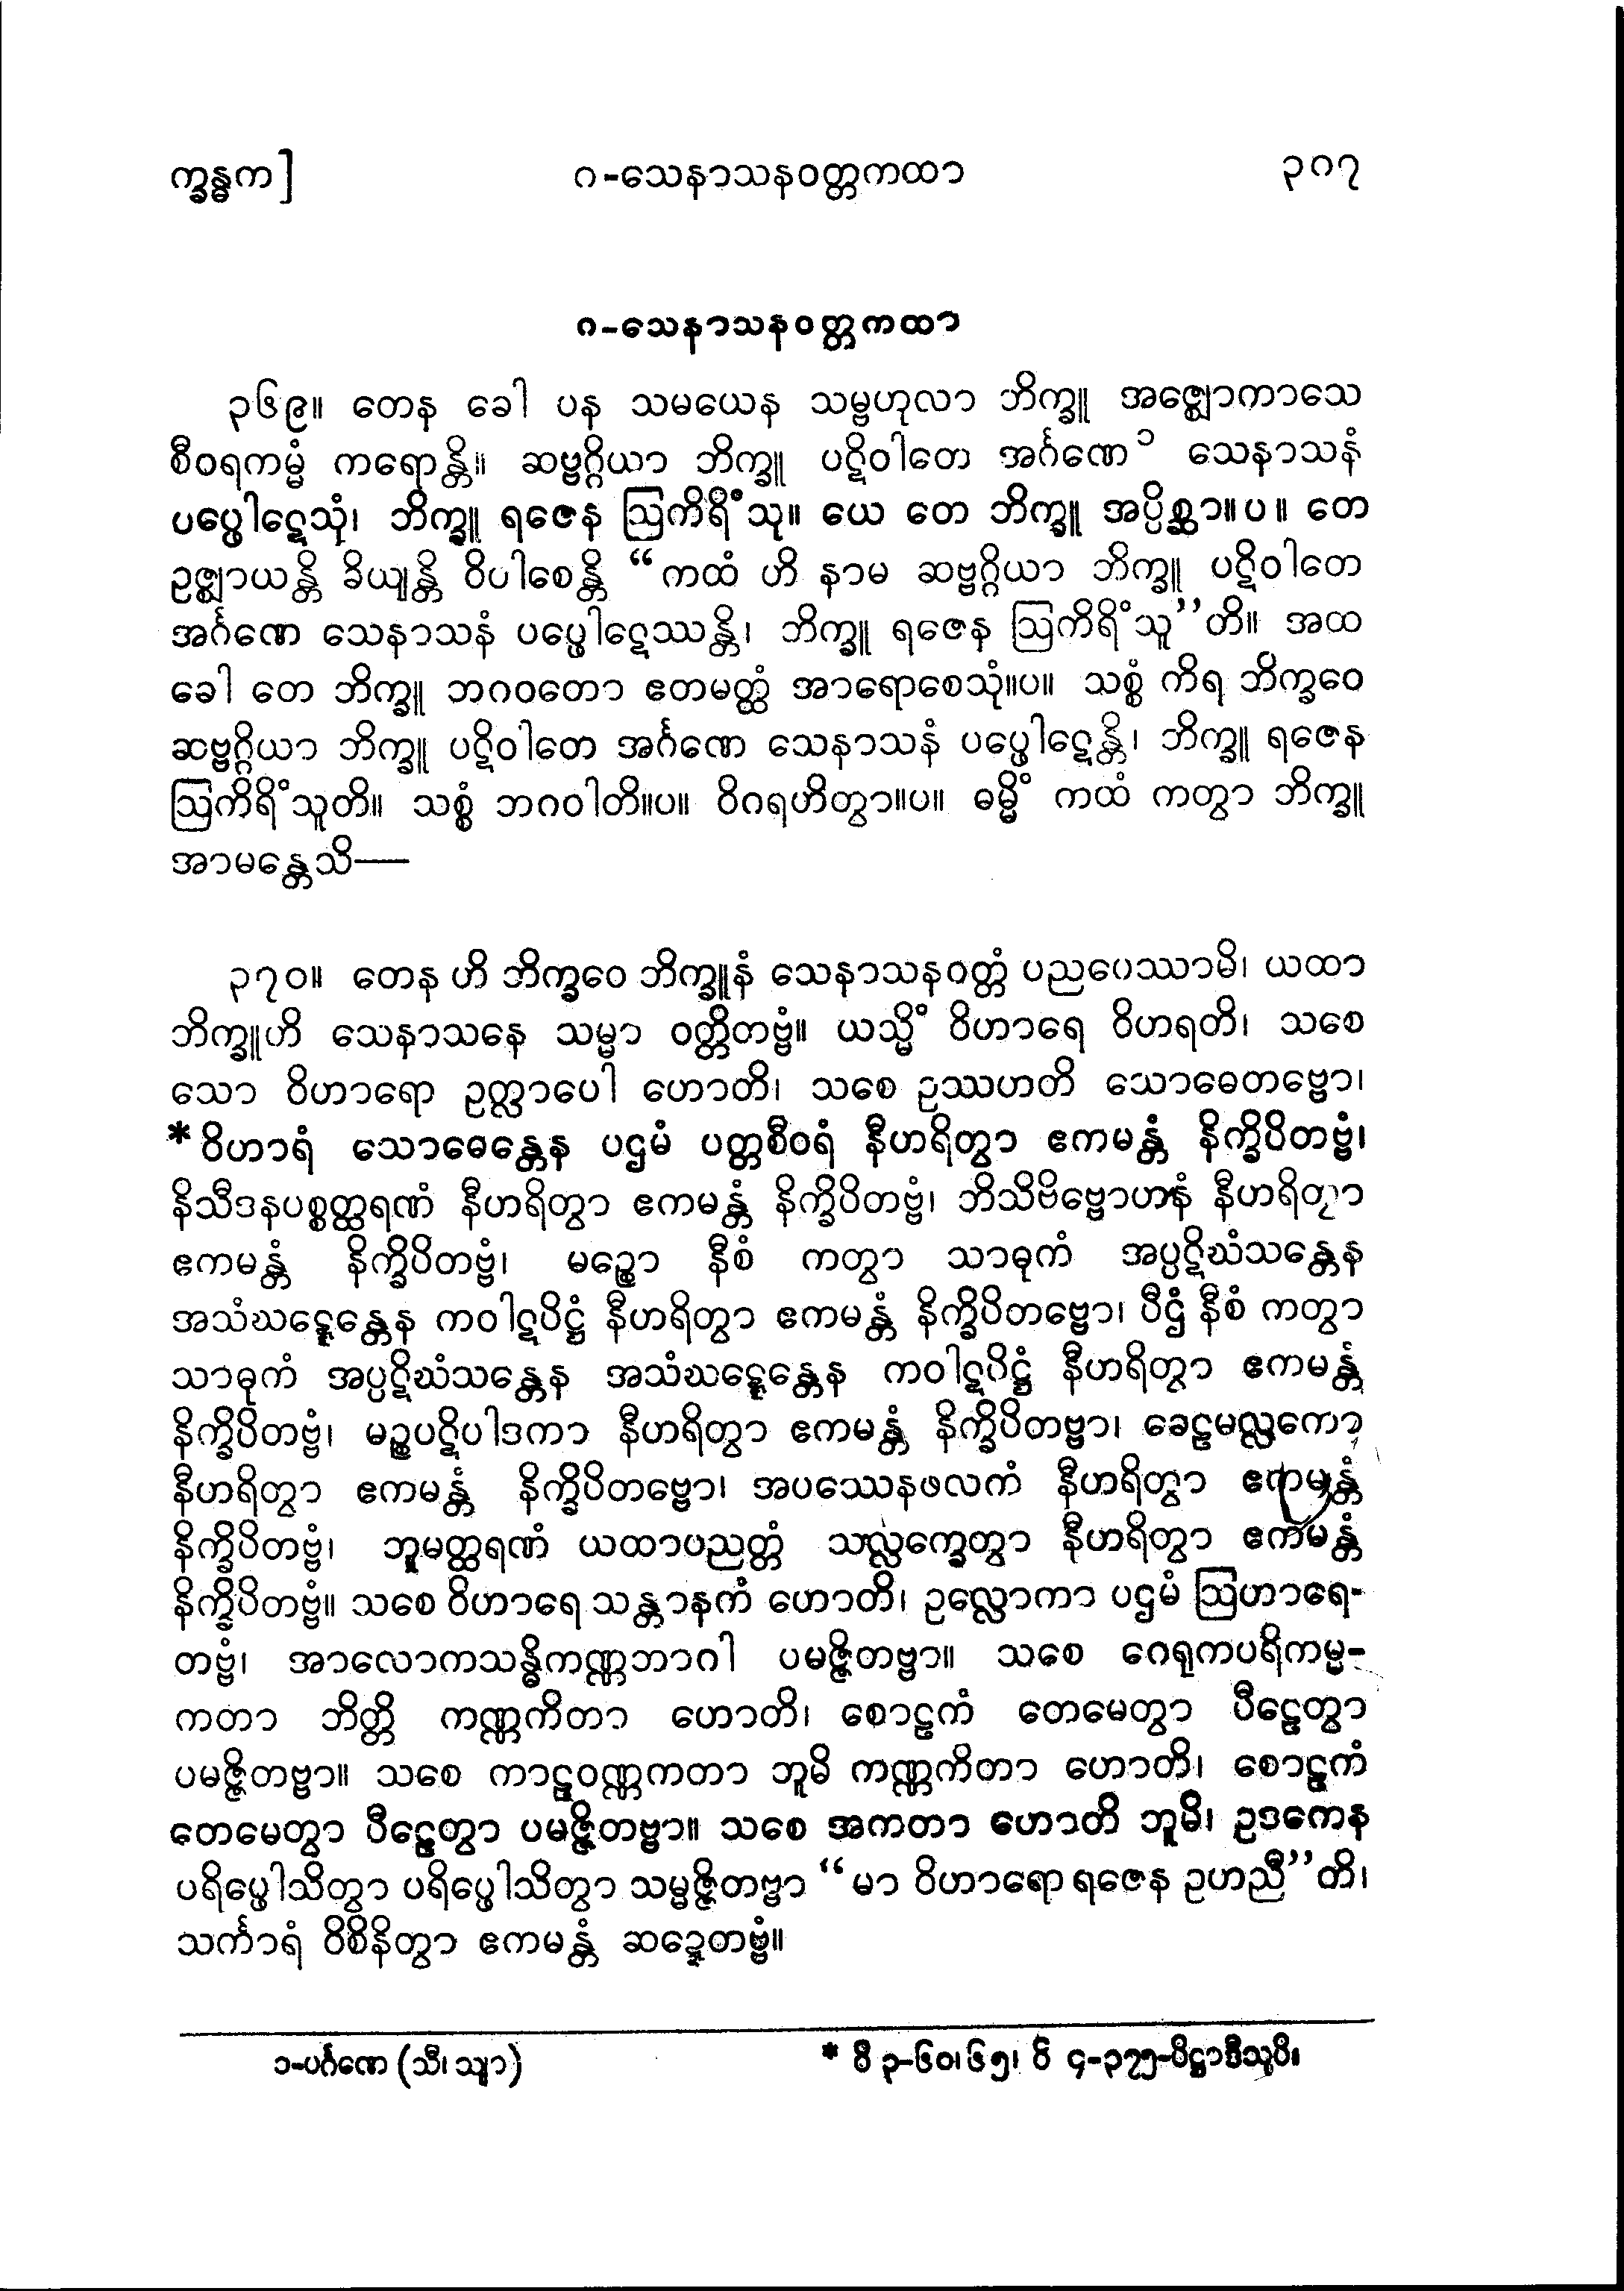 က္ခန္ဓက] ဂ-သေနာသနဝတ္တကထာ ၃၁၇
ဂ-သေနာသနဝတ္တကထာ
၃၆၉။ တေန ခေါ ပန သမယေန သမ္ဗဟုလာ ဘိက္ခူ အဇ္ဈောကာသေ
စီဝရကမ္မံ ကရောန္တိ။ ဆဗ္ဗဂ္ဂိယာ ဘိက္ခူ ပဋိဝါတေ အင်္ဂဏေ ၁ သေနာသနံ
ပပ္ဖေါဋေသုံ၊ ဘိက္ခူ ရဇေန ဩကိရိံသု။ ယေ တေ ဘိက္ခူ အပ္ပိစ္ဆာ။ပ။ တေ
ဥဇ္ဈာယန္တိ ခိယျန္တိ ဝိပါစေန္တိ “ကထံ ဟိ နာမ ဆဗ္ဗဂ္ဂိယာ ဘိက္ခူ ပဋိဝါတေ
အင်္ဂဏေ သေနာသနံ ပပ္ဖေါဋေဿန္တိ၊ ဘိက္ခူ ရဇေန ဩကိရိံသူ”တိ။ အထ
ခေါ တေ ဘိက္ခူ ဘဂဝတော ဧတမတ္ထံ အာရောစေသုံ။ပ။ သစ္စံ ကိရ ဘိက္ခဝေ
ဆဗ္ဗဂ္ဂိယာ ဘိက္ခူ ပဋိဝါတေ အင်္ဂဏေ သေနာသနံ ပပ္ဖေါဋေန္တိ၊ ဘိက္ခူ ရဇေန
ဩကိရိံသူတိ။ သစ္စံ ဘဂဝါတိ။ပ။ ဝိဂရဟိတွာ။ပ။ ဓမ္မိံ ကထံ ကတွာ ဘိက္ခူ
အာမန္တေသိ—
၃၇၀။ တေန ဟိ ဘိက္ခဝေ ဘိက္ခူနံ သေနာသနဝတ္တံ ပညပေဿာမိ၊ ယထာ
ဘိက္ခူဟိ သေနာသနေ သမ္မာ ဝတ္တိတဗ္ဗံ။ ယသ္မိံ ဝိဟာရေ ဝိဟရတိ၊ သစေ
သော ဝိဟာရော ဥက္လာပေါ ဟောတိ၊ သစေ ဥဿဟတိ သောဓေတဗ္ဗော၊
*ဝိဟာရံ သောဓေန္တေန ပဌမံ ပတ္တစီဝရံ နီဟရိတွာ ဧကမန္တံ နိက္ခိပိတဗ္ဗံ၊
နိသီဒနပစ္စတ္ထရဏံ နီဟရိတွာ ဧကမန္တံ နိက္ခိပိတဗ္ဗံ၊ ဘိသိဗိဗ္ဗောဟနံ နီဟရိတွာ
ဧကမန္တံ နိက္ခိပိတဗ္ဗံ၊ မဉ္စော နီစံ ကတွာ သာဓုကံ အပ္ပဋိဃံသန္တေန
အသံဃဋ္ဋေန္တေန ကဝါဋပိဋ္ဌံ နီဟရိတွာ ဧကမန္တံ နိက္ခိပိတဗ္ဗော၊ ပီဌံ နီစံ ကတွာ
သာဓုကံ အပ္ပဋိဃံသန္တေန အသံဃဋ္ဋေန္တေန ကဝါဋပိဋ္ဌံ နီဟရိတွာ ဧကမန္တံ
နိက္ခိပိတဗ္ဗံ၊ မဉ္စပဋိပါဒကာ နီဟရိတွာ ဧကမန္တံ နိက္ခိပိတဗ္ဗာ၊ ခေဠမလ္လကော
နီဟရိတွာ ဧကမန္တံ နိက္ခိပိတဗ္ဗော၊ အပဿေနဖလကံ နီဟရိတွာ ဧကမန္တံ
နိက္ခိပိတဗ္ဗံ၊ ဘူမတ္ထရဏံ ယထာပညတ္တံ သလ္လက္ခေတွာ နီဟရိတွာ ဧကမန္တံ
နိက္ခိပိတဗ္ဗံ။ သစေ ဝိဟာရေ သန္တာနကံ ဟောတိ၊ ဥလ္လောကာ ပဌမံ ဩဟာရေ-
တဗ္ဗံ၊ အာလောကသန္ဓိကဏ္ဏဘာဂါ ပမဇ္ဇိတဗ္ဗာ။ သစေ ဂေရုကပရိကမ္မ-
ကတာ ဘိတ္တိ ကဏ္ဏကိတာ ဟောတိ၊ စောဠကံ တေမေတွာ ပီဠေတွာ
ပမဇ္ဇိတဗ္ဗာ။ သစေ ကာဠဝဏ္ဏကတာ ဘူမိ ကဏ္ဏကိတာ ဟောတိ၊ စောဠကံ
တေမေတွာ ပီဠေတွာ ပမဇ္ဇိတဗ္ဗာ။ သစေ အကတာ ဟောတိ ဘူမိ၊ ဥဒကေန
ပရိပ္ဖေါသိတွာ ပရိပ္ဖေါသိတွာ သမ္မဇ္ဇိတဗ္ဗာ “မာ ဝိဟာရော ရဇေန ဥဟညီ”တိ၊
သင်္ကာရံ ဝိစိနိတွာ ဧကမန္တံ ဆဍ္ဍေတဗ္ဗံ။
၁-ပင်္ဂဏေ (သီ၊ သျာ) * ဝိ ၃-၆၀၊ ၆၅၊ ဝိ ၄-၃၇၅-ပိဋ္ဌာဒီသုပိ။